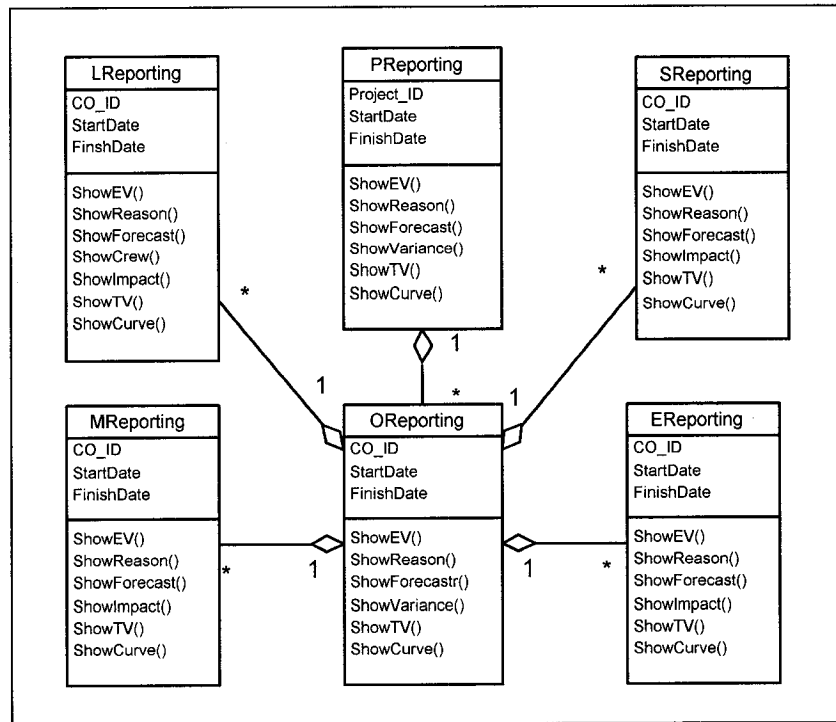 LReporting
CO_ID
StartDate
FinshDate
ShowEV()
ShowReason()
ShowForecast()
ShowCrew()
ShowImpact()
ShowTV()
ShowCurve()
*
1
PReporting
Project_ID
StartDate
FinishDate
ShowEV()
ShowReason()
ShowForecast()
ShowVariance()
ShowTV()
ShowCurve()
1
*
SReporting
CO_ID
StartDate
FinishDate
ShowEV()
ShowReason()
ShowForecast()
ShowImpact()
ShowTV()
ShowCurve()
*
1
MReporting
CO_ID
StartDate
FinishDate
ShowEV()
ShowReason()
ShowForecast()
ShowImpact()
ShowTV()
ShowCurve()
*
1
OReporting
CO_ID
StartDate
FinishDate
ShowEV()
ShowReason()
ShowForecastr()
ShowVariance()
ShowTV()
ShowCurve()
1
*
EReporting
CO_ID
StartDate
FinishDate
ShowEV()
ShowReason()
ShowForecast()
ShowImpact()
ShowTV()
ShowCurve()